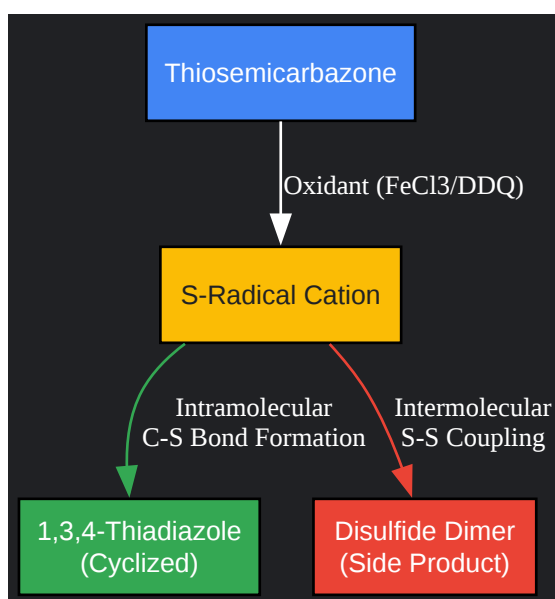 Thiosemicarbazone
Oxidant (FeCl3/DDQ)
S-Radical Cation
Intramolecular
C-S Bond Formation
Intermolecular
S-S Coupling
1,3,4-Thiadiazole
(Cyclized)
Disulfide Dimer
(Side Product)